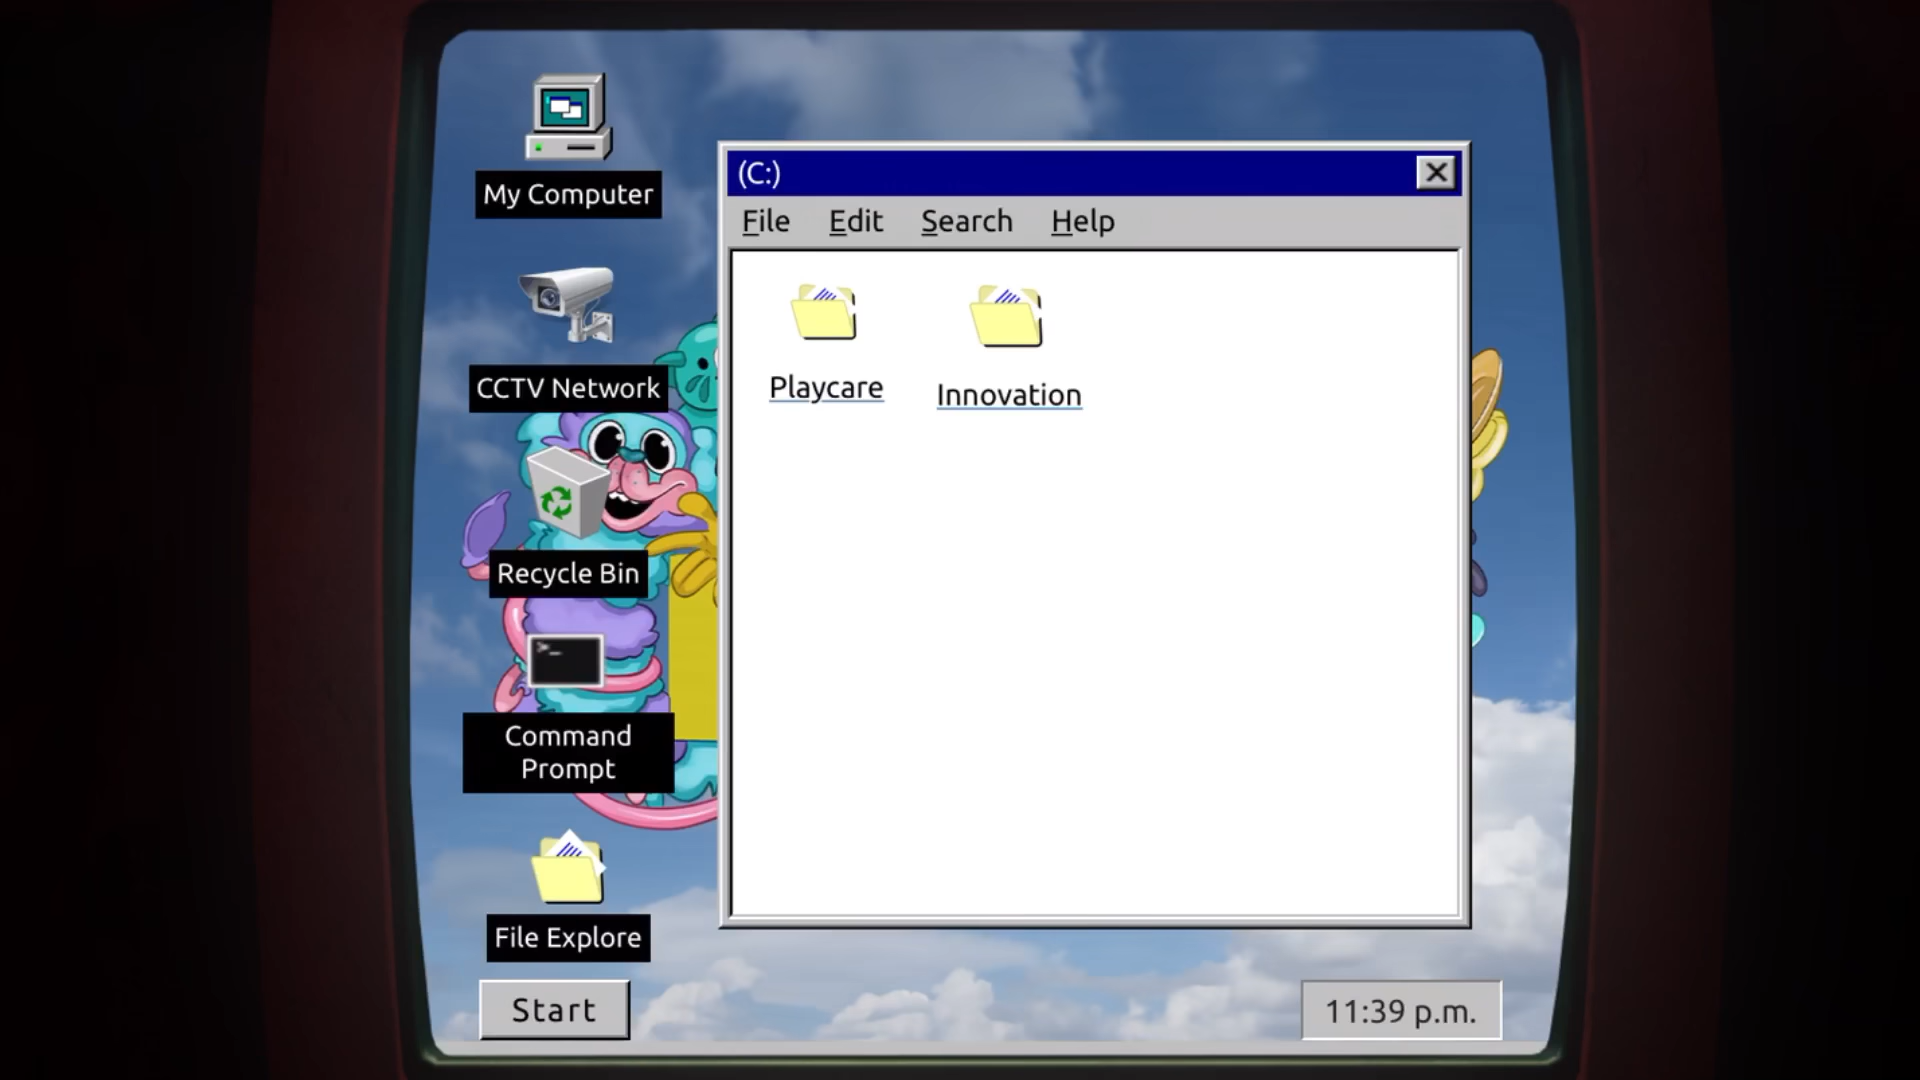 My Computer
CCTV Network
Recycle Bin
Command
Prompt
File Explore
(C:)
File Edit Search Help
Playcare
Innovation
Start
11:39 p.m.